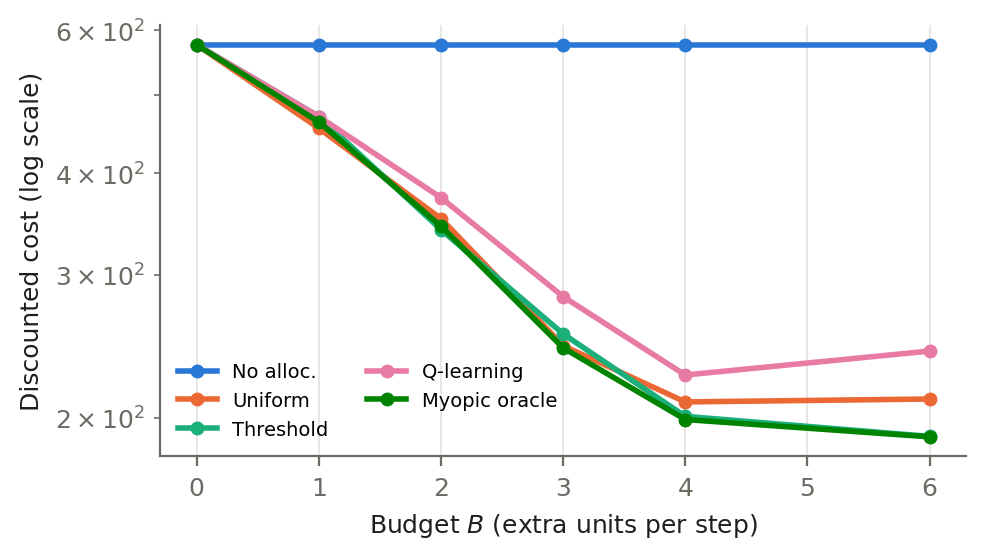 6 × 10²
4 × 10²
3 × 10²
2 × 10²
Discounted cost (log scale)
No alloc.
Uniform
Threshold
Q-learning
Myopic oracle
0 1 2 3 4 5 6
Budget B (extra units per step)